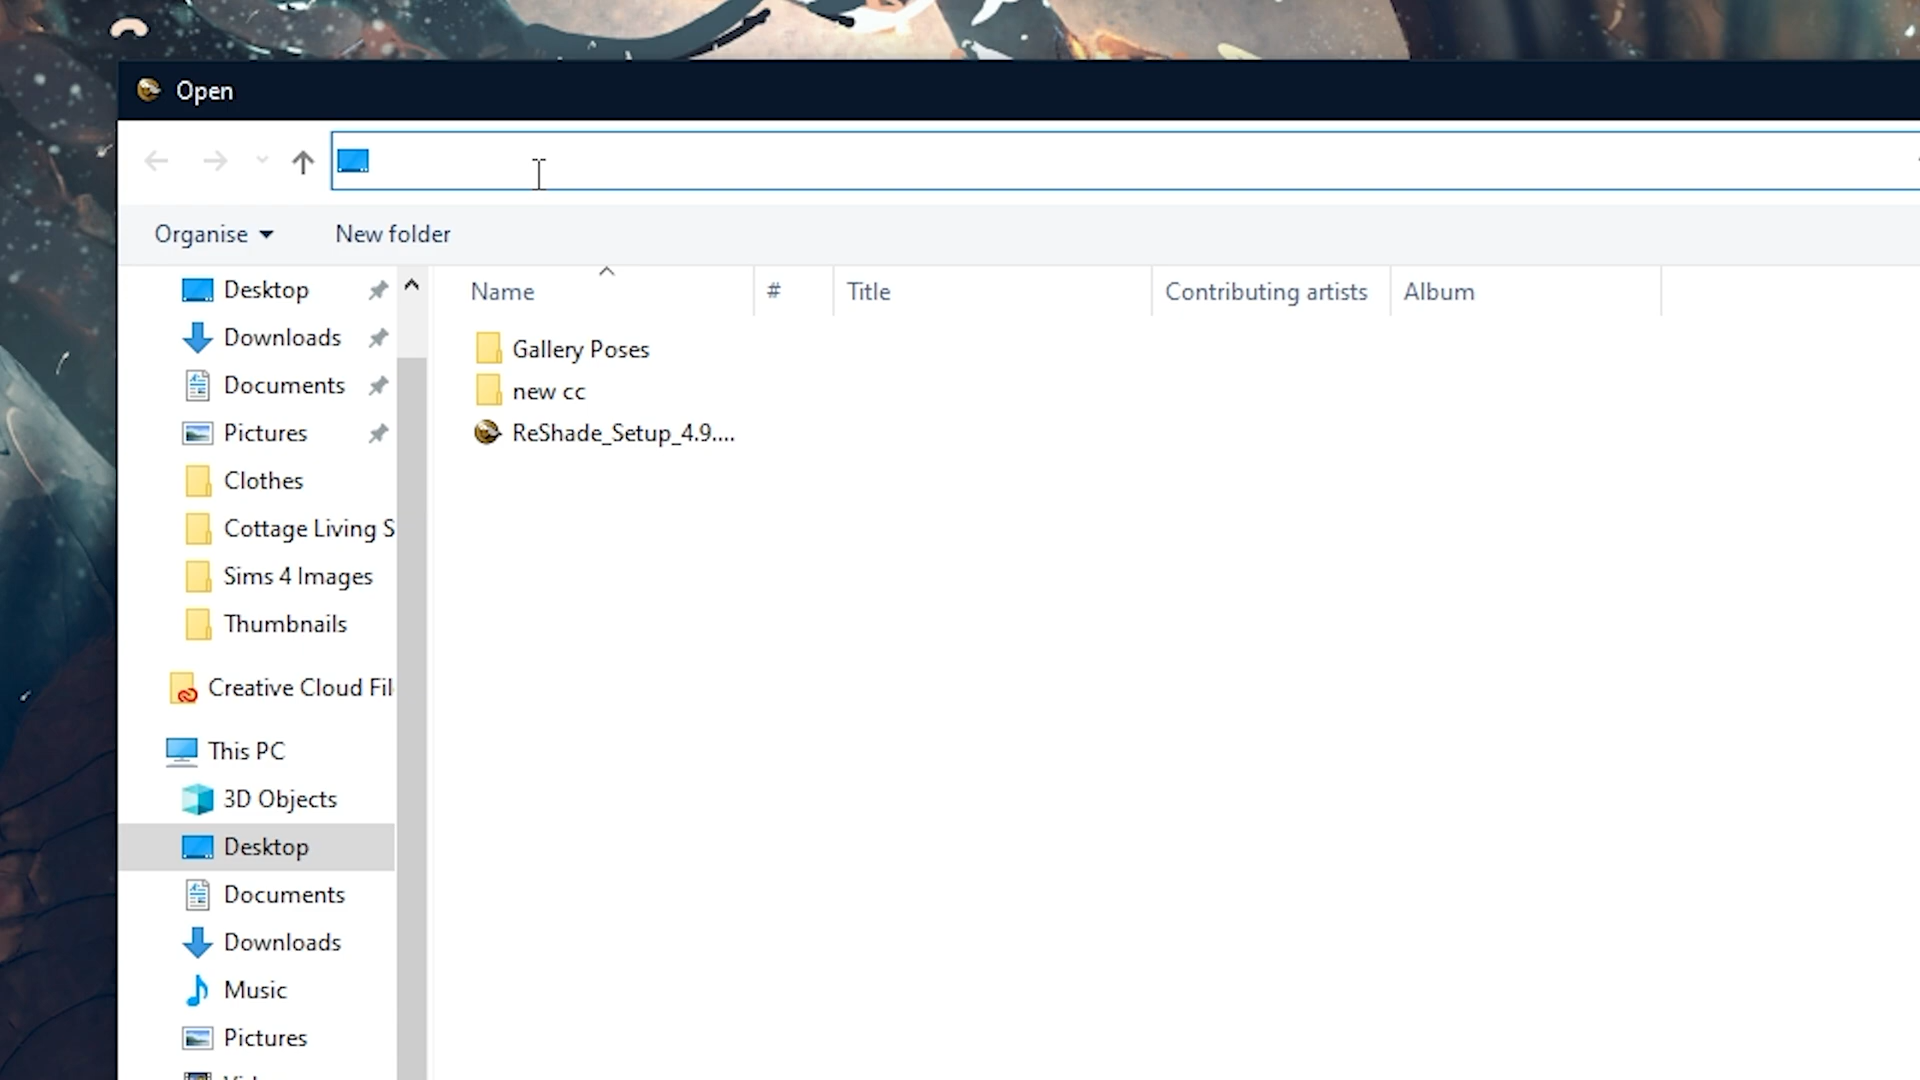 Open
Organise
New folder
Name
#
Title
Contributing artists
Album
Desktop
Downloads
Documents
Pictures
Clothes
Cottage Living S
Sims 4 Images
Thumbnails
Creative Cloud Fil
This PC
3D Objects
Desktop
Documents
Downloads
Music
Pictures
Gallery Poses
new cc
ReShade_Setup_4.9....